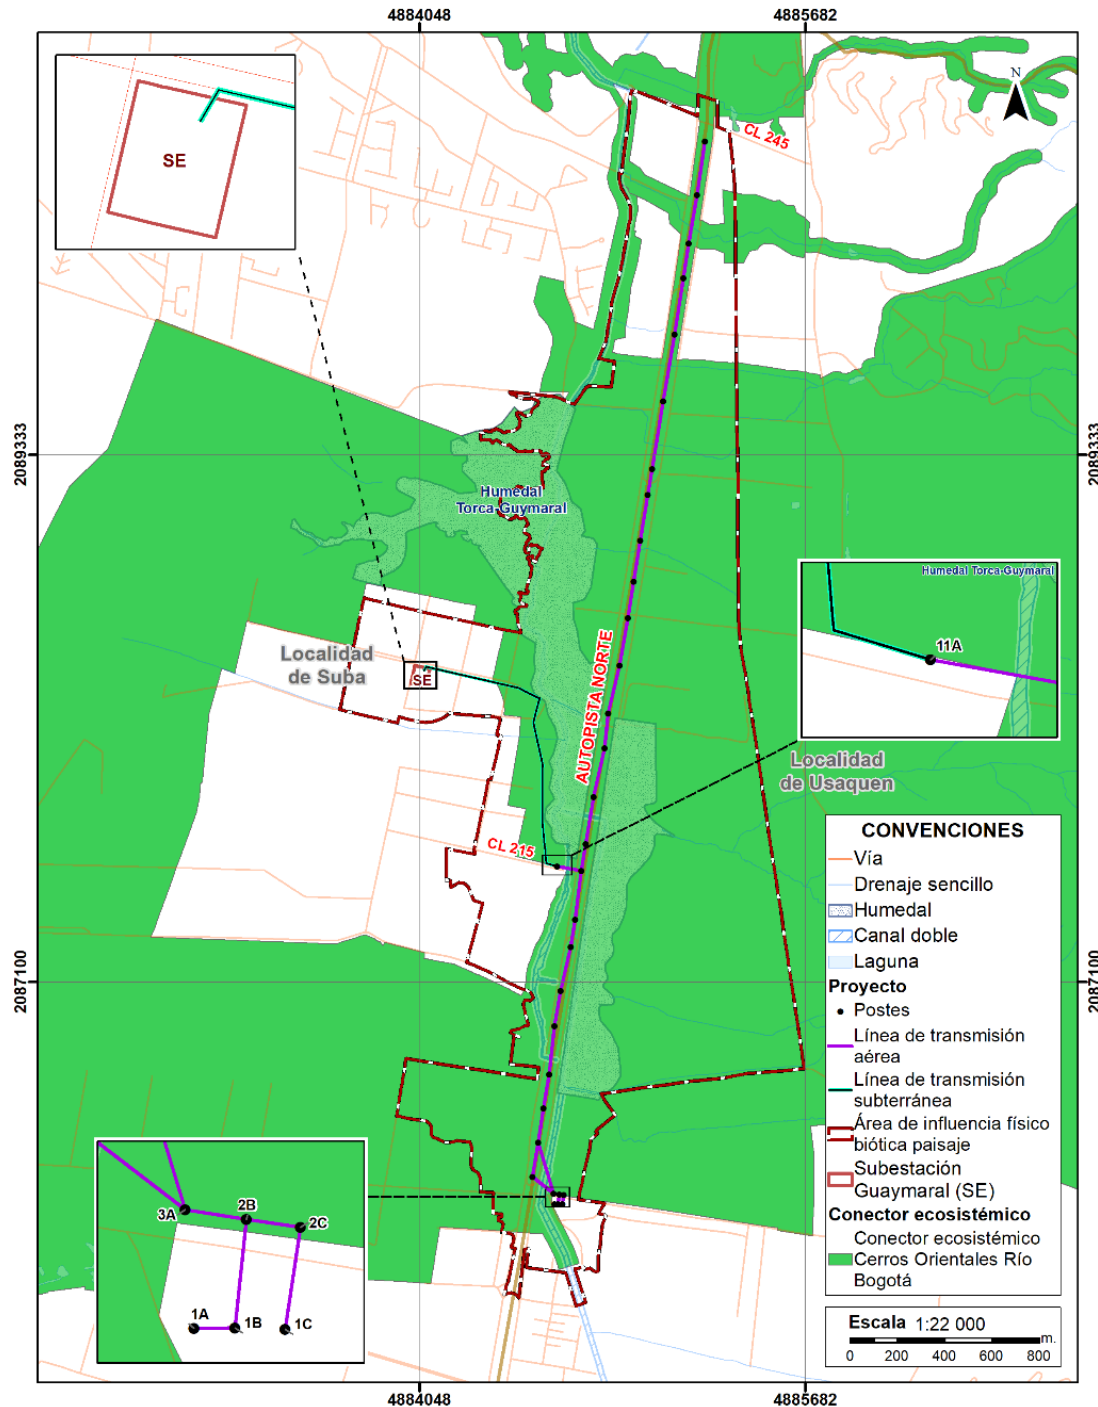 4884048
4885682
N
SE
CL 245
2089333
2089333
Humedal
Torca-Guymaral
Humedal Torca-Guymaral
11A
Localidad
de Suba
SE
AUTOPISTA NORTE
Localidad
de Usaquen
CL 215
CONVENCIONES
Vía
Drenaje sencillo
Humedal
Canal doble
Laguna
Proyecto
Postes
Línea de transmisión
aérea
Línea de transmisión
subterránea
Área de influencia físico
biótica paisaje
Subestación
Guaymaral (SE)
Conector ecosistémico
Conector ecosistémico
Cerros Orientales Río
Bogotá
2087100
2087100
3A
2B
2C
1A
1B
1C
Escala 1:22 000
m.
0 200 400 600 800
4884048
4885682